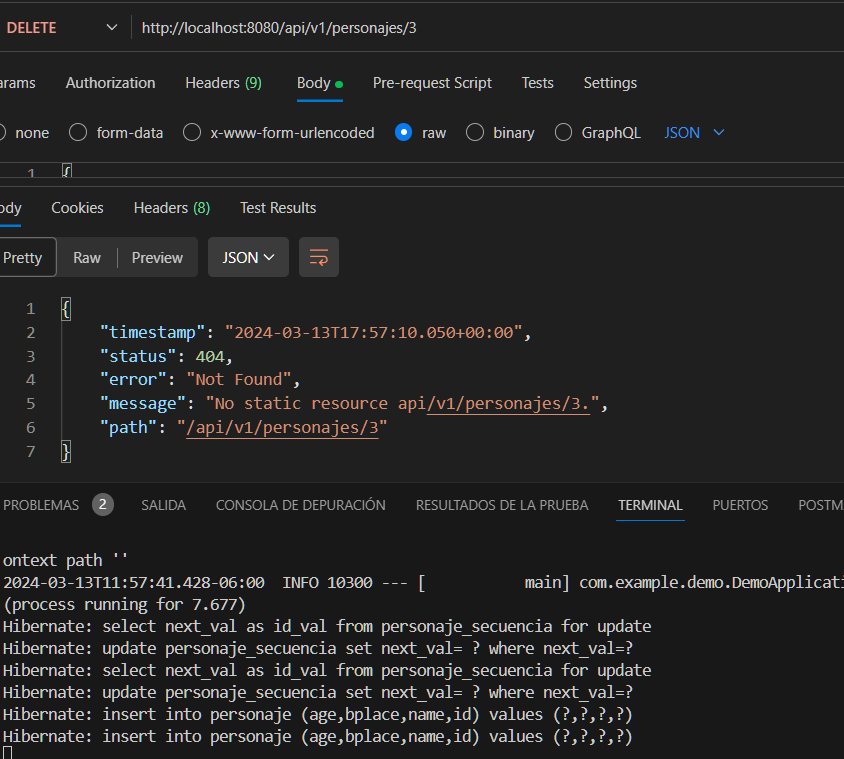 DELETE http://localhost:8080/api/v1/personajes/3
arams Authorization Headers (9) Body Pre-request Script Tests Settings
none form-data x-www-form-urlencoded raw binary GraphQL JSON
1 {
ody Cookies Headers (8) Test Results
Pretty Raw Preview JSON
1 {
2 "timestamp": "2024-03-13T17:57:10.050+00:00",
3 "status": 404,
4 "error": "Not Found",
5 "message": "No static resource api/v1/personajes/3.",
6 "path": "/api/v1/personajes/3"
7 }
PROBLEMAS 2 SALIDA CONSOLA DE DEPURACIÓN RESULTADOS DE LA PRUEBA TERMINAL PUERTOS POSTM
ontext path ''
2024-03-13T11:57:41.428-06:00 INFO 10300 --- [ main] com.example.demo.DemoApplicati
(process running for 7.677)
Hibernate: select next_val as id_val from personaje_secuencia for update
Hibernate: update personaje_secuencia set next_val= ? where next_val=?
Hibernate: select next_val as id_val from personaje_secuencia for update
Hibernate: update personaje_secuencia set next_val= ? where next_val=?
Hibernate: insert into personaje (age,bplace,name,id) values (?,?,?,?)
Hibernate: insert into personaje (age,bplace,name,id) values (?,?,?,?)